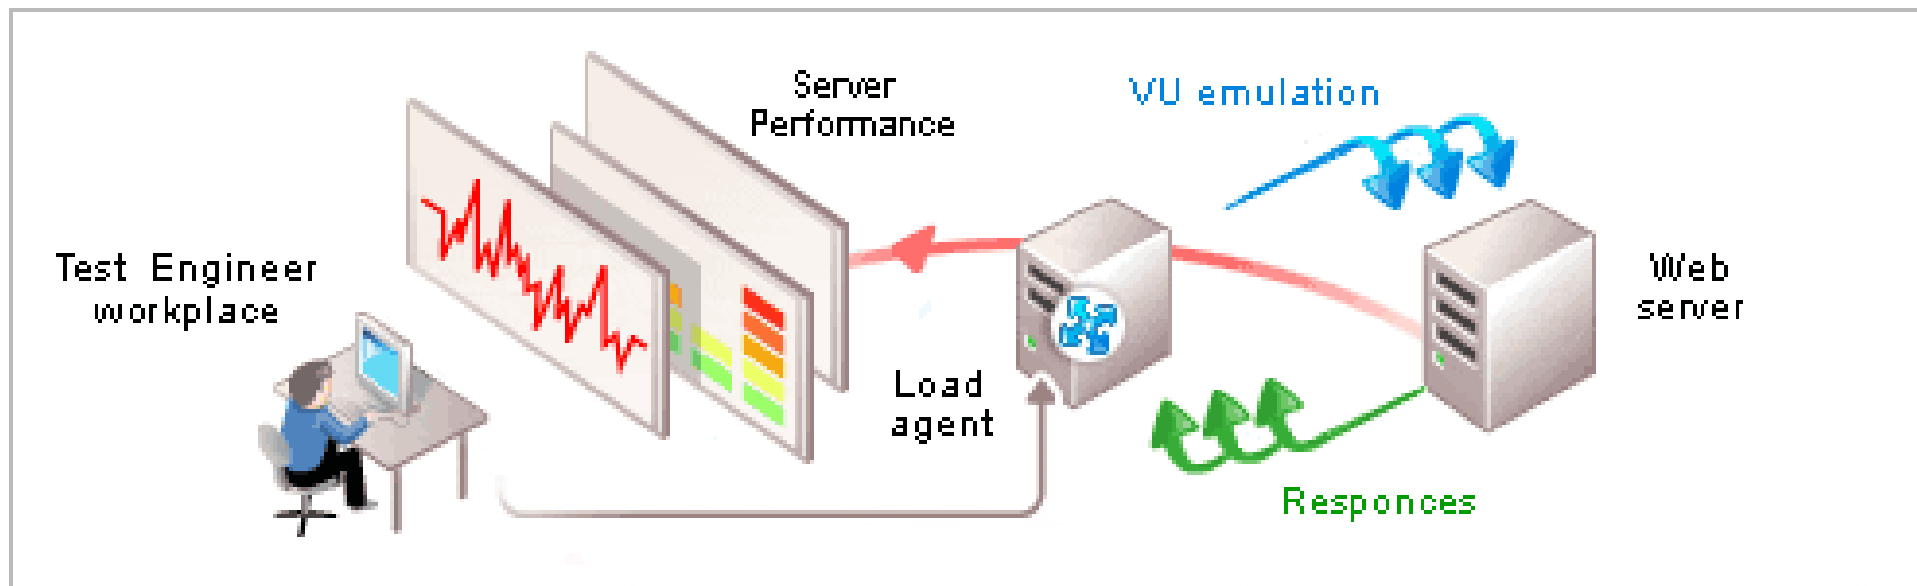 Server
Performance
VU emulation
Test Engineer
workplace
Web
server
Load
agent
Responces